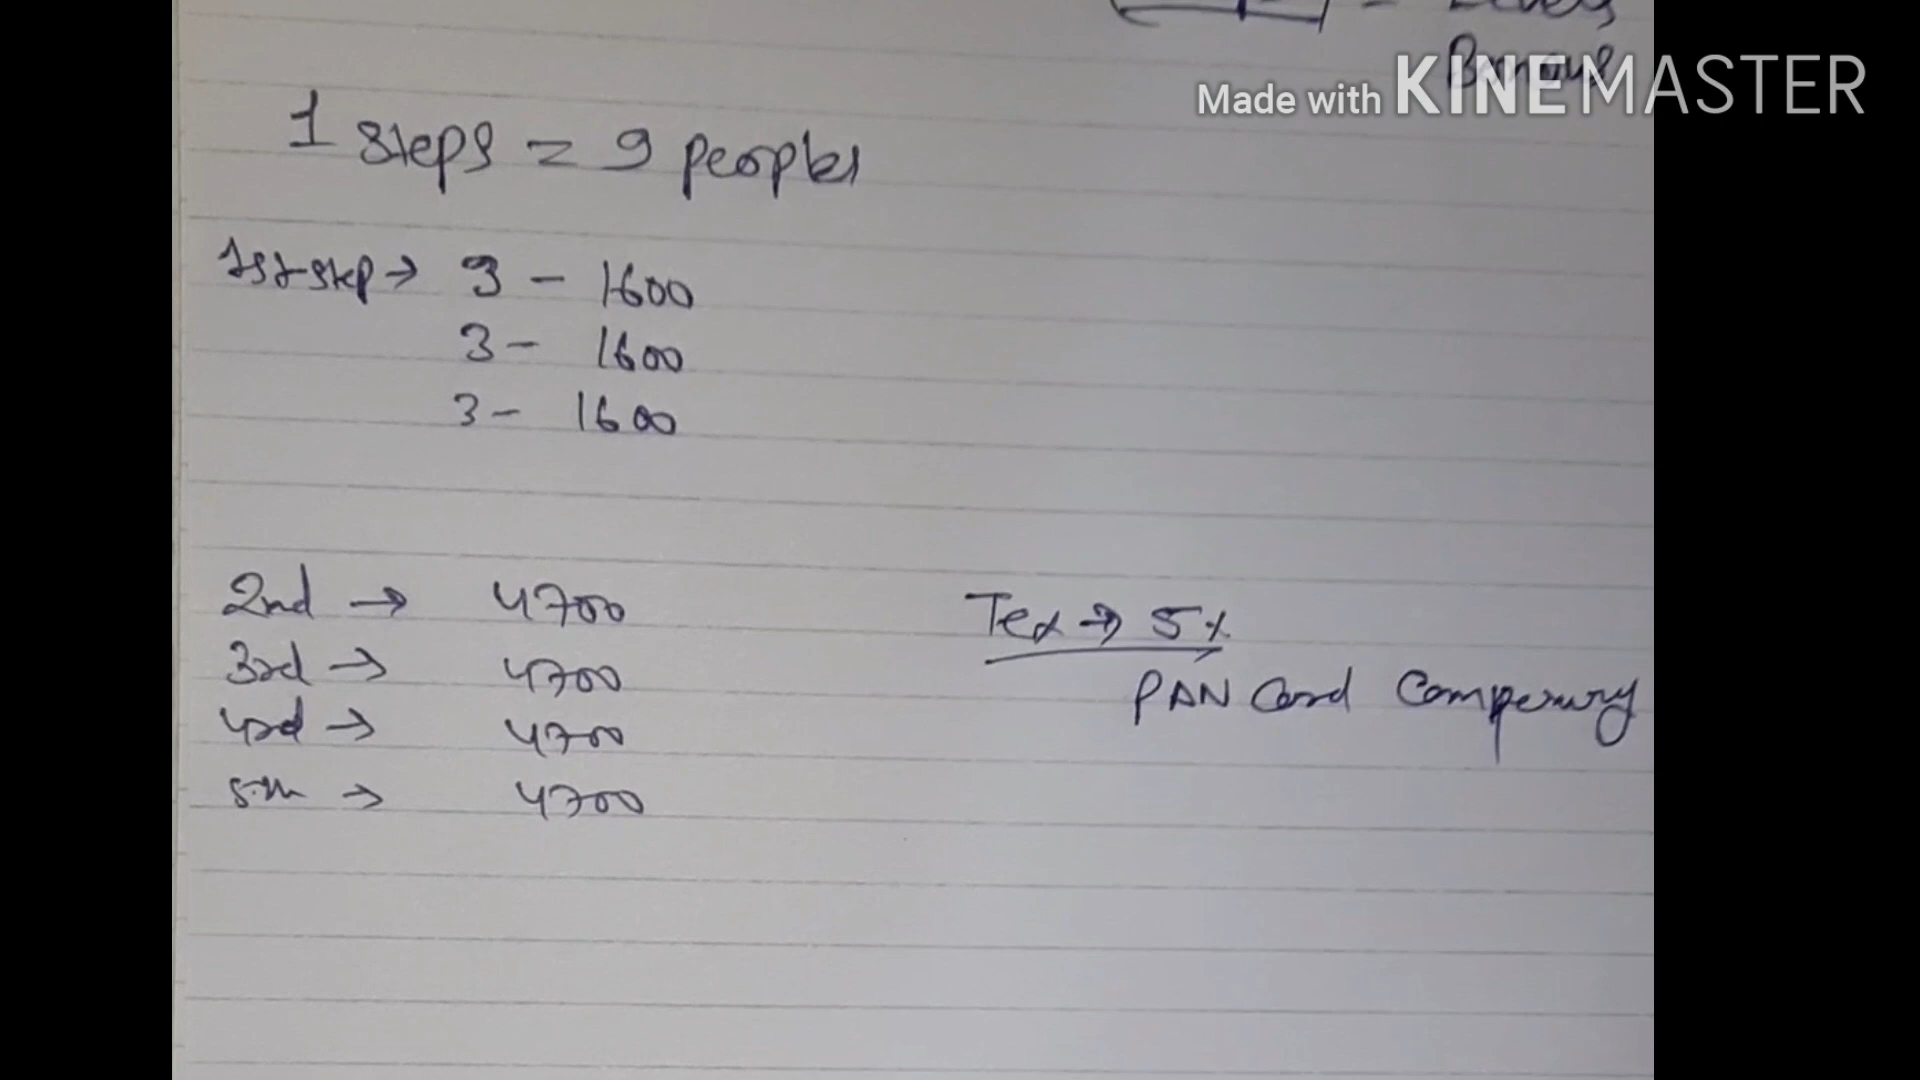 Bonus
Made with KINEMASTER
1 steps = 9 peoples
1st step → 3 - 1600
3 - 1600
3 - 1600
2nd → 4700
3rd → 4700
4rd → 4700
5th → 4700
Tex → 5%
PAN Card